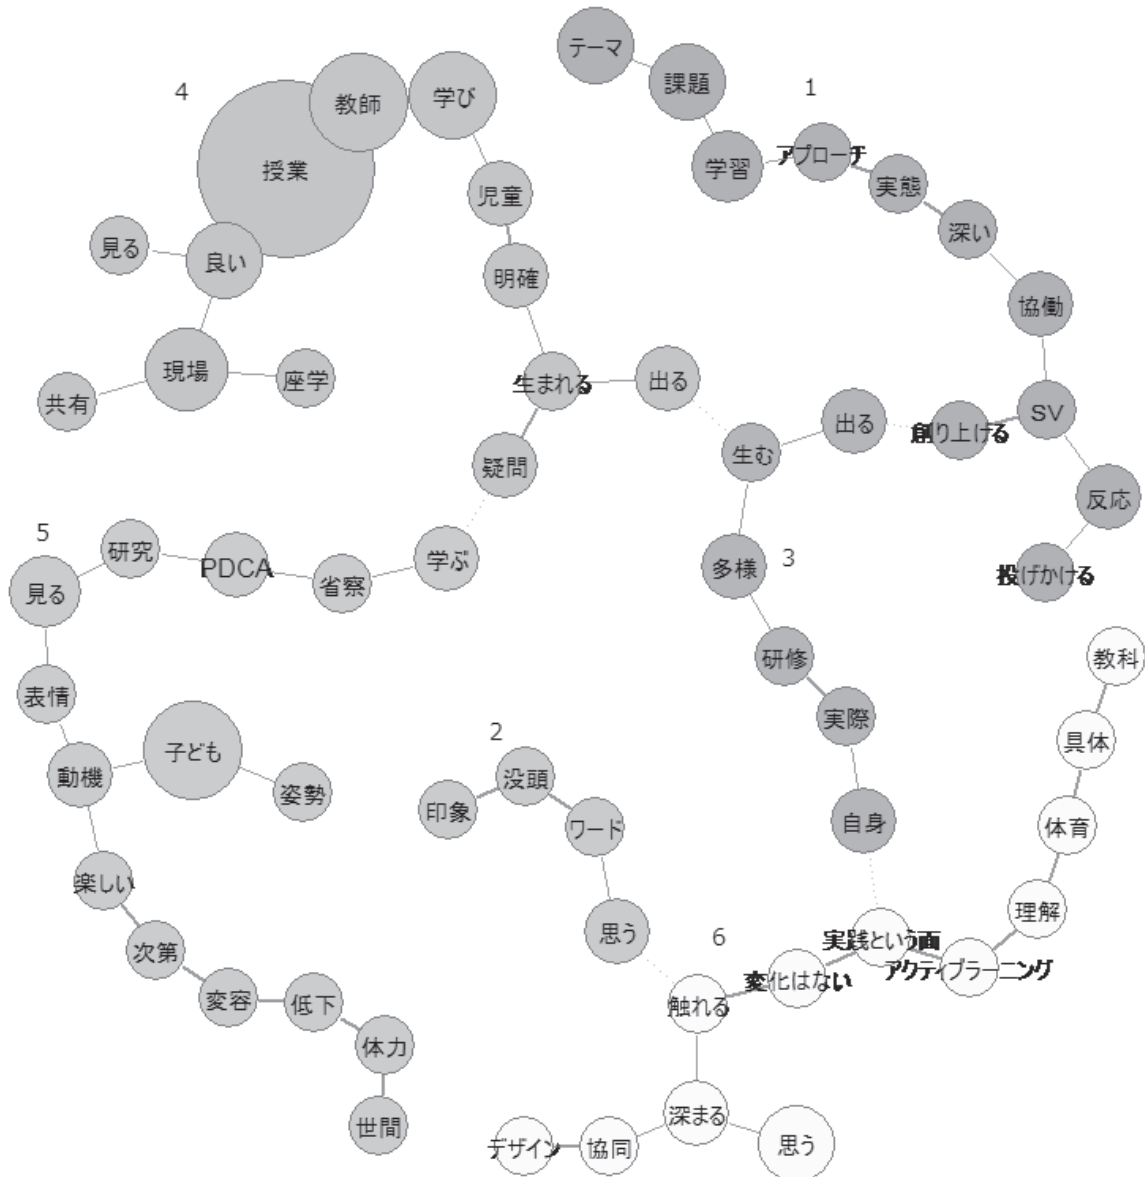 4
授業
教師
学び
児童
明確
生まれる
出る
疑問
見る
良い
現場
座学
共有
1
テーマ
課題
学習
アプローチ
実態
深い
協働
SV
創り上げる
反応
投げかける
3
出る
生む
多様
研修
実際
自身
5
学ぶ
省察
PDCA
研究
見る
表情
動機
子ども
姿勢
楽しい
次第
変容
低下
体力
世間
2
印象
没頭
ワード
思う
6
教科
具体
体育
理解
アクティブラーニング
実践という面
変化はない
触れる
深まる
思う
協同
デザイン